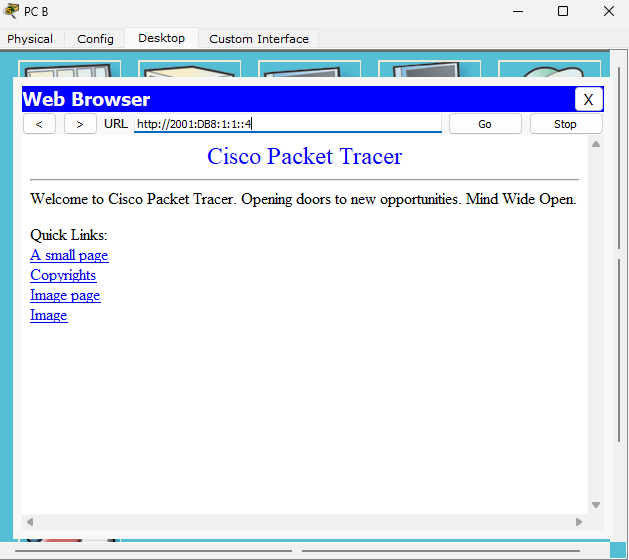 PC B
Physical Config Desktop Custom Interface
Web Browser X
< > URL http://2001:DB8:1:1::4 Go Stop
Cisco Packet Tracer
Welcome to Cisco Packet Tracer. Opening doors to new opportunities. Mind Wide Open.
Quick Links:
A small page
Copyrights
Image page
Image